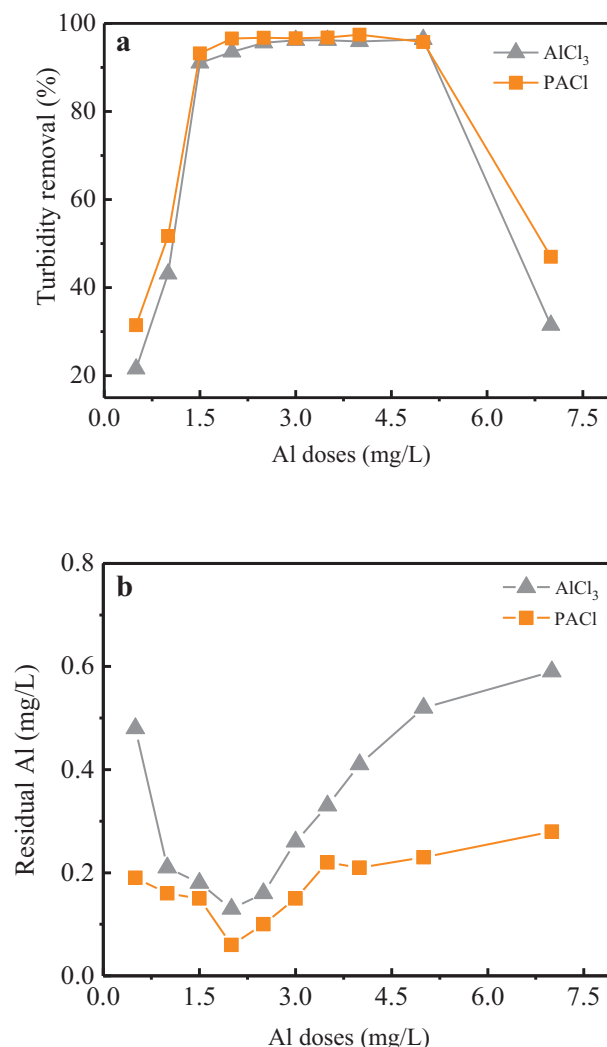 a
AlCl₃
PACl
Turbidity removal (%)
100
80
60
40
20
0.0 1.5 3.0 4.5 6.0 7.5
Al doses (mg/L)
b
AlCl₃
PACl
Residual Al (mg/L)
0.8
0.6
0.4
0.2
0.0
0.0 1.5 3.0 4.5 6.0 7.5
Al doses (mg/L)